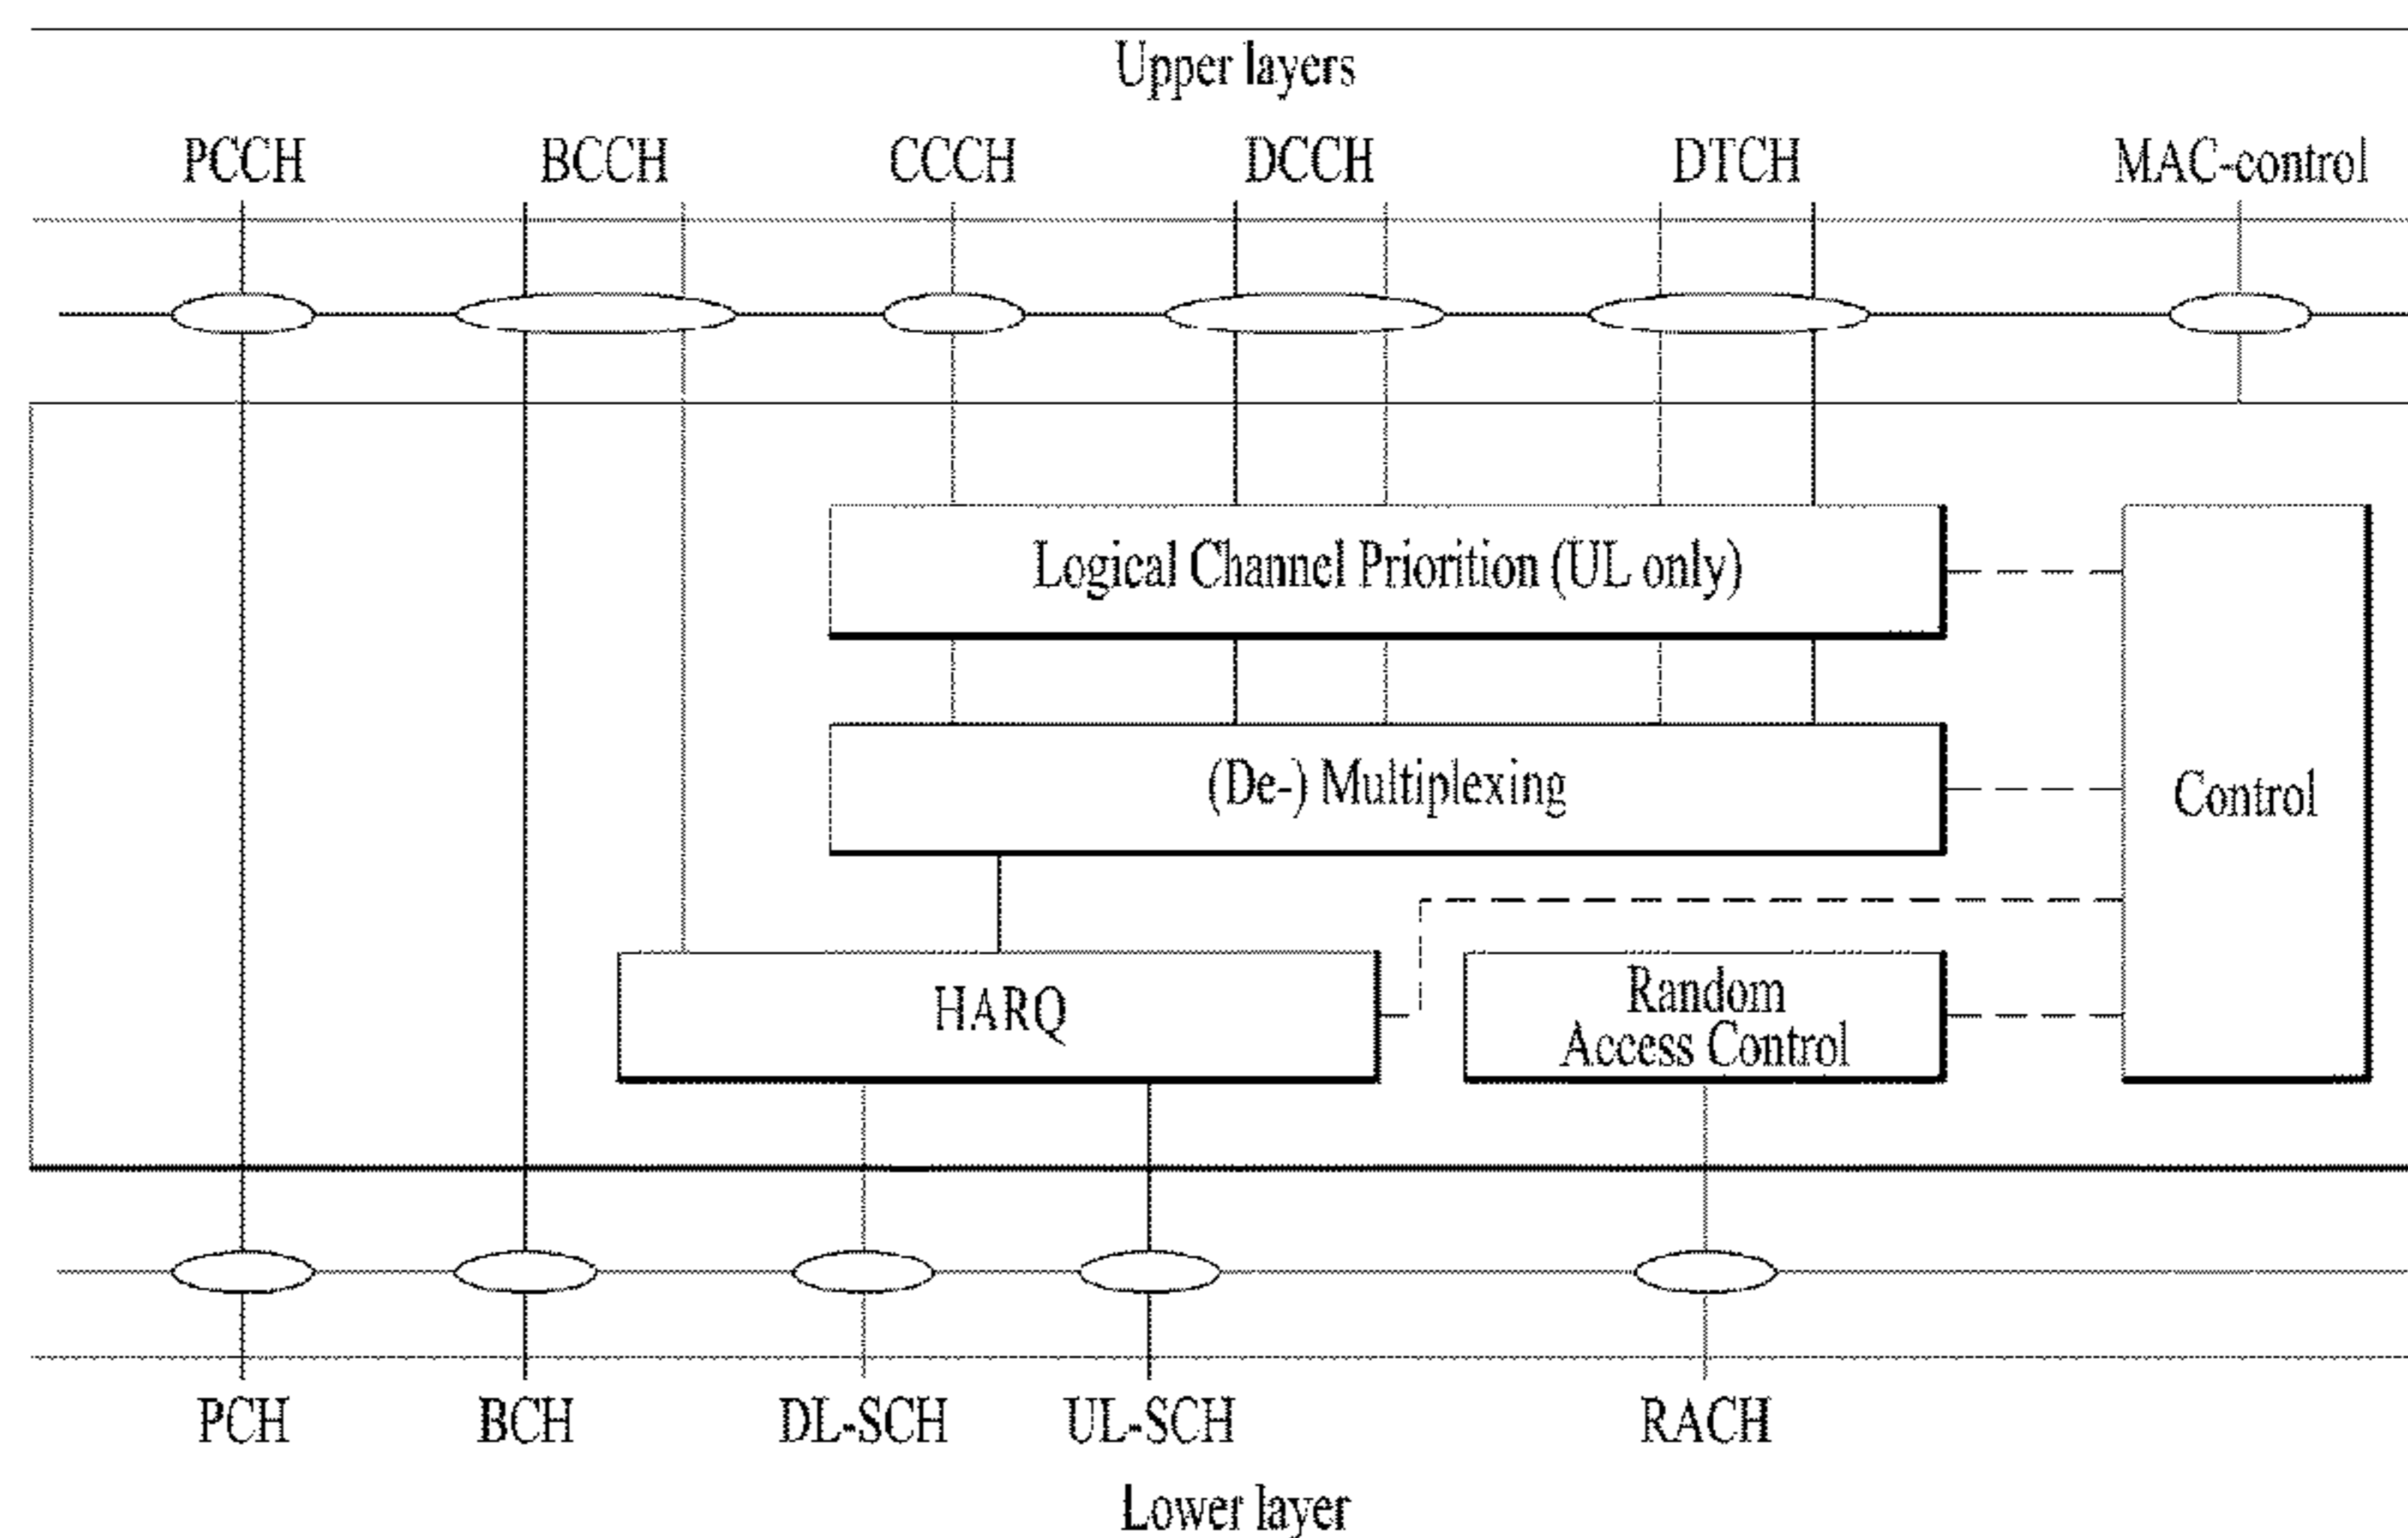 Upper layers
PCCH BCCH CCCH DCCH DTCH MAC-control
Logical Channel Priorition (UL only)
(De-) Multiplexing
Control
HARQ
Random
Access Control
PCH BCH DL-SCH UL-SCH RACH
Lower layer